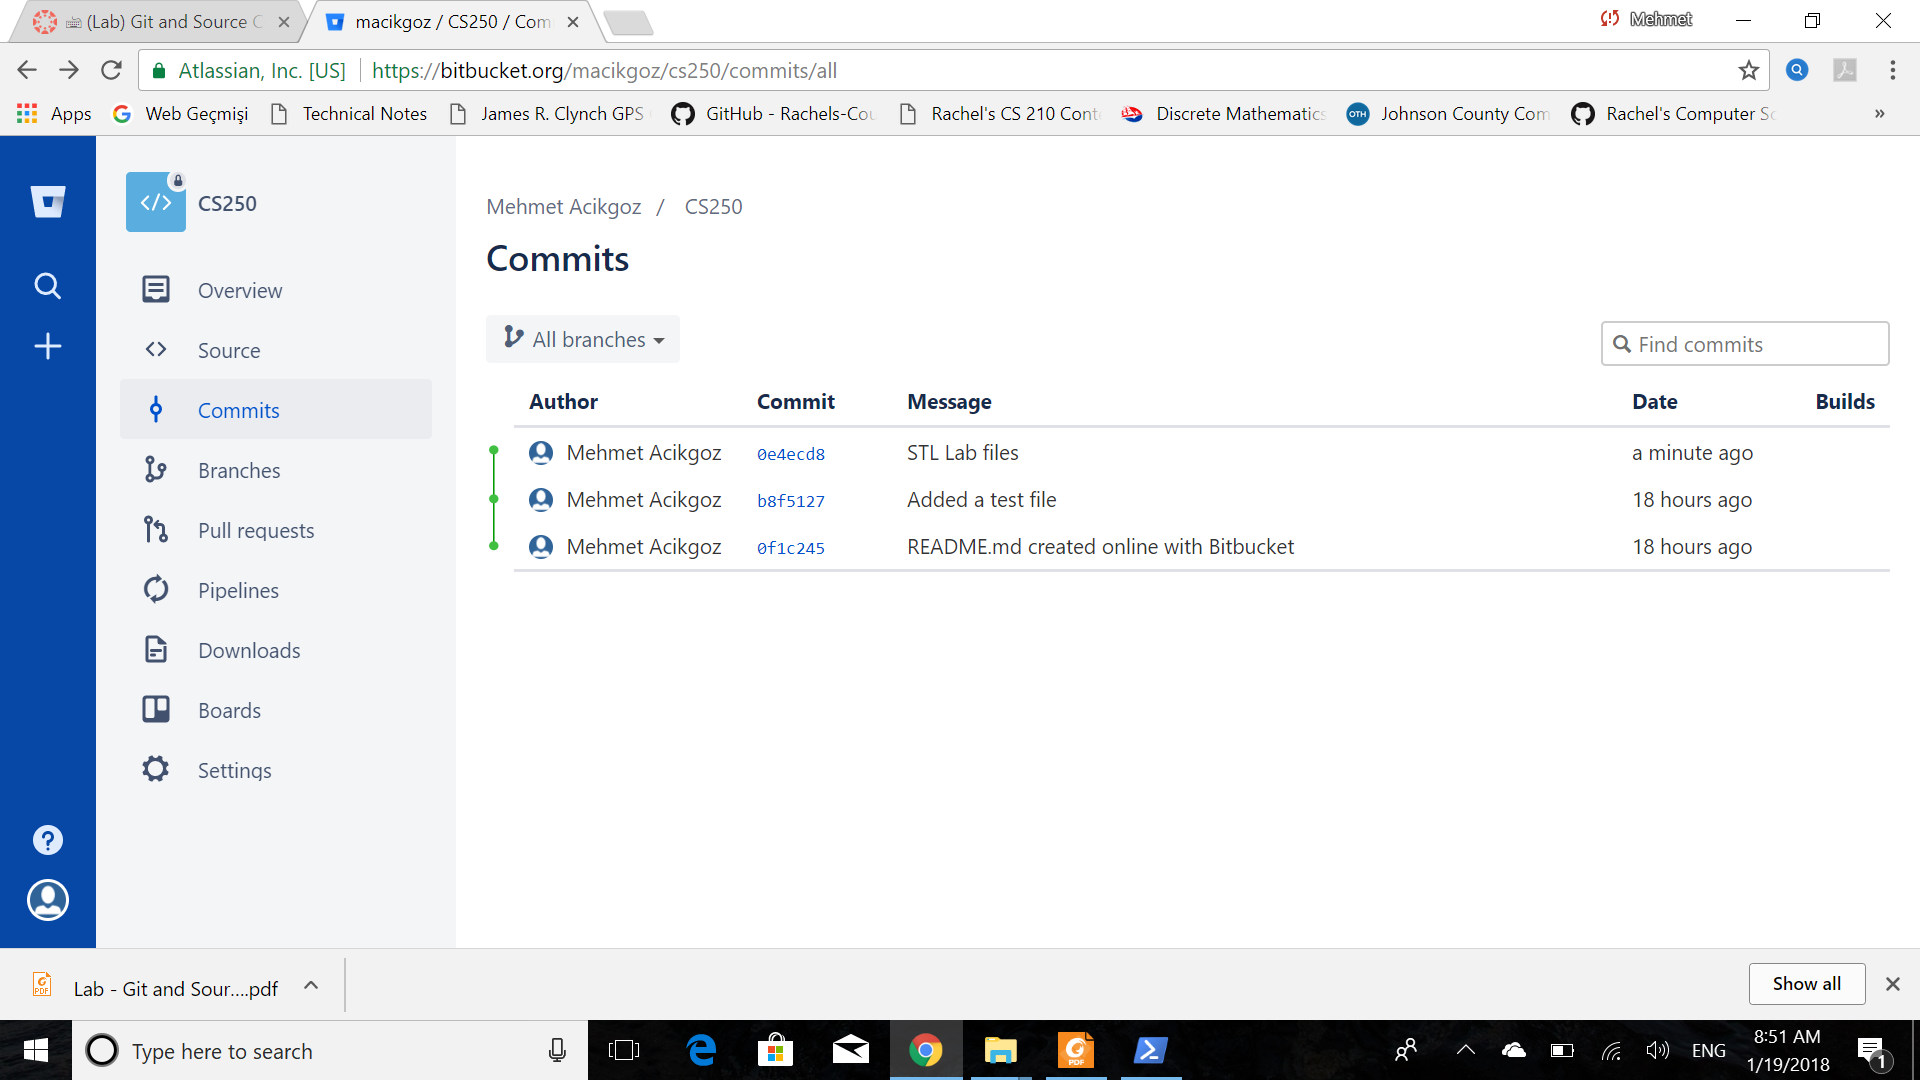 (Lab) Git and Source C
macikgoz / CS250 / Com
Mehmet
Atlassian, Inc. [US]
https://bitbucket.org/macikgoz/cs250/commits/all
Apps
Web Geçmişi
Technical Notes
James R. Clynch GPS
GitHub - Rachels-Cou
Rachel's CS 210 Cont
Discrete Mathematics
OTH
Johnson County Com
Rachel's Computer Sc
»
</>
CS250
Overview
Source
Commits
Branches
Pull requests
Pipelines
Downloads
Boards
Settings
Mehmet Acikgoz / CS250
Commits
All branches
Find commits
Author Commit Message Date Builds
Mehmet Acikgoz 0e4ecd8 STL Lab files a minute ago
Mehmet Acikgoz b8f5127 Added a test file 18 hours ago
Mehmet Acikgoz 0f1c245 README.md created online with Bitbucket 18 hours ago
?
PDF
Lab - Git and Sour....pdf
Show all
Type here to search
PDF
ENG
8:51 AM
1/19/2018
1